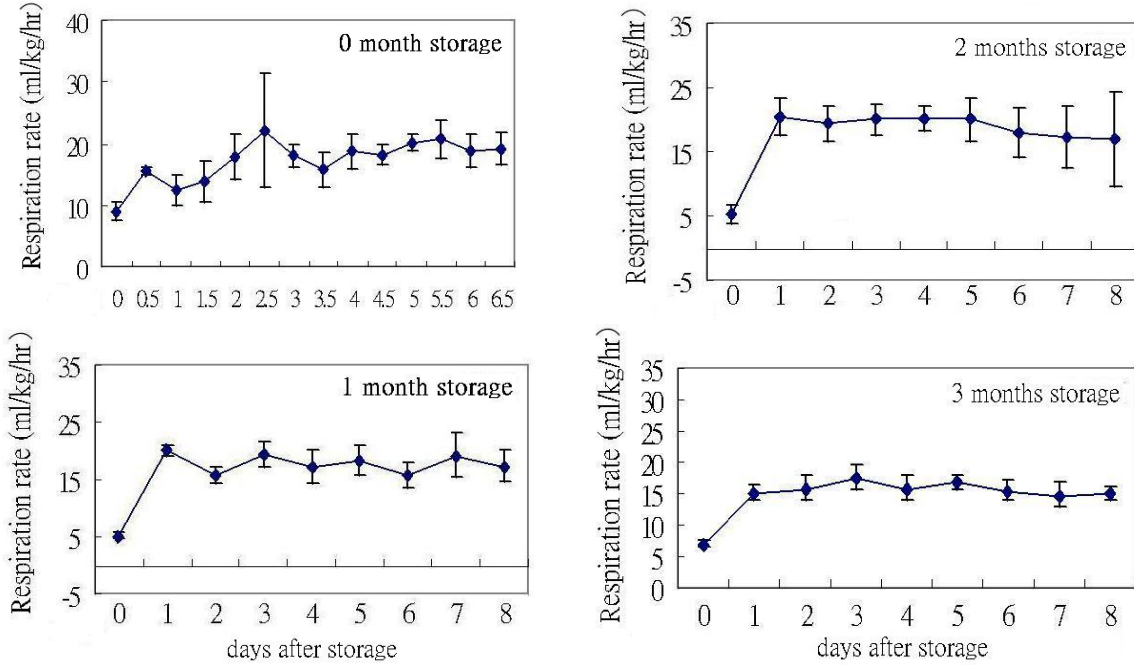 Respiration rate (ml/kg/hr)
0 month storage
40
30
20
10
0
0 0.5 1 1.5 2 2.5 3 3.5 4 4.5 5 5.5 6 6.5
Respiration rate (ml/kg/hr)
2 months storage
35
25
15
5
-5
0 1 2 3 4 5 6 7 8
Respiration rate (ml/kg/hr)
1 month storage
35
25
15
5
-5
0 1 2 3 4 5 6 7 8
days after storage
Respiration rate (ml/kg/hr)
3 months storage
35
30
25
20
15
10
5
0
0 1 2 3 4 5 6 7 8
days after storage